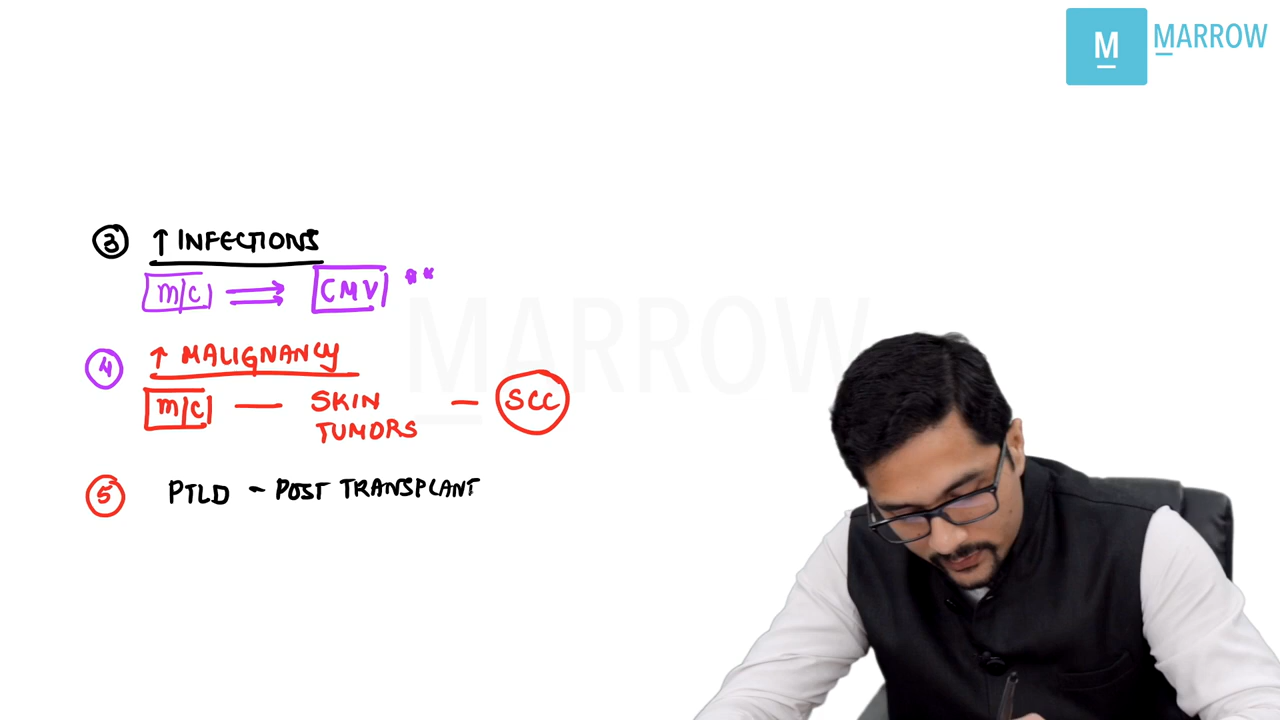 M MARROW
③ ↑ INFECTIONS
m/c ⇒ CMV **
MARROW
④ ↑ MALIGNANCY
m/c — SKIN TUMORS — SCC
⑤ PTLD - POST TRANSPLANT